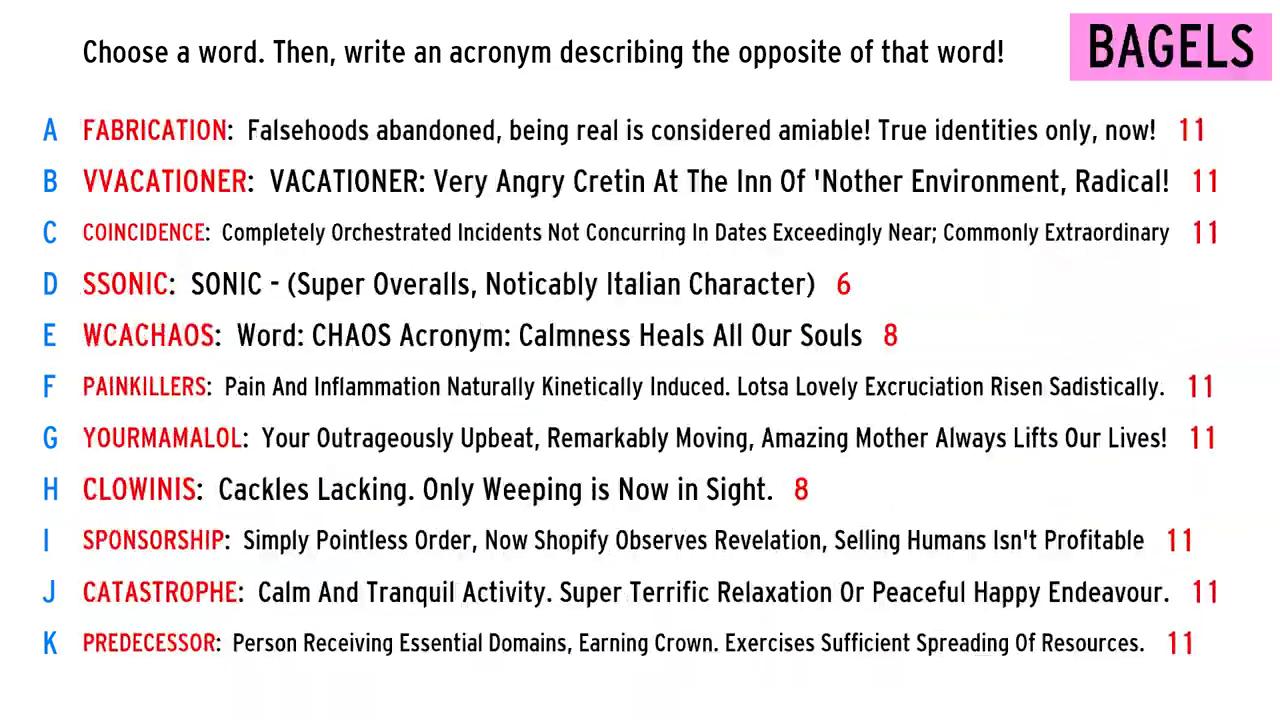 Choose a word. Then, write an acronym describing the opposite of that word!
BAGELS
A FABRICATION: Falsehoods abandoned, being real is considered amiable! True identities only, now! 11
B VVACATIONER: VACATIONER: Very Angry Cretin At The Inn Of 'Nother Environment, Radical! 11
C COINCIDENCE: Completely Orchestrated Incidents Not Concurring In Dates Exceedingly Near; Commonly Extraordinary 11
D SSONIC: SONIC - (Super Overalls, Noticably Italian Character) 6
E WCACHAOS: Word: CHAOS Acronym: Calmness Heals All Our Souls 8
F PAINKILLERS: Pain And Inflammation Naturally Kinetically Induced. Lotsa Lovely Excruciation Risen Sadistically. 11
G YOURMAMALOL: Your Outrageously Upbeat, Remarkably Moving, Amazing Mother Always Lifts Our Lives! 11
H CLOWINIS: Cackles Lacking. Only Weeping is Now in Sight. 8
I SPONSORSHIP: Simply Pointless Order, Now Shopify Observes Revelation, Selling Humans Isn't Profitable 11
J CATASTROPHE: Calm And Tranquil Activity. Super Terrific Relaxation Or Peaceful Happy Endeavour. 11
K PREDECESSOR: Person Receiving Essential Domains, Earning Crown. Exercises Sufficient Spreading Of Resources. 11